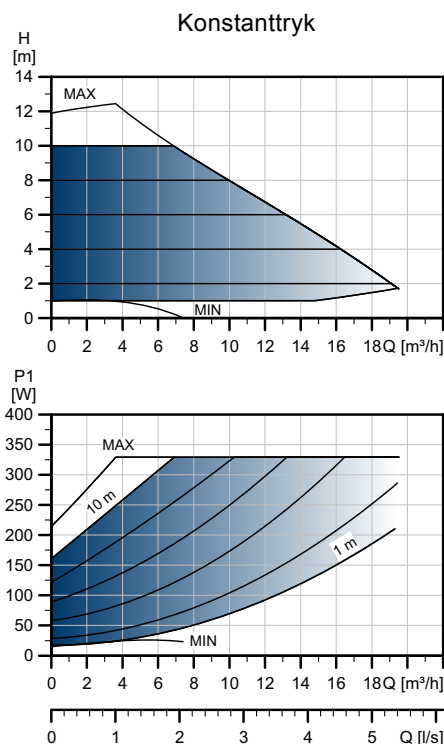 Konstanttryk
H
[m]
14
MAX
12
10
8
6
4
2
MIN
0
0 2 4 6 8 10 12 14 16 18 Q [m³/h]
P1
[W]
400
350
MAX
300
250
10 m
200
150
1 m
100
50
MIN
0
0 2 4 6 8 10 12 14 16 18 Q [m³/h]
0 1 2 3 4 5 Q [l/s]